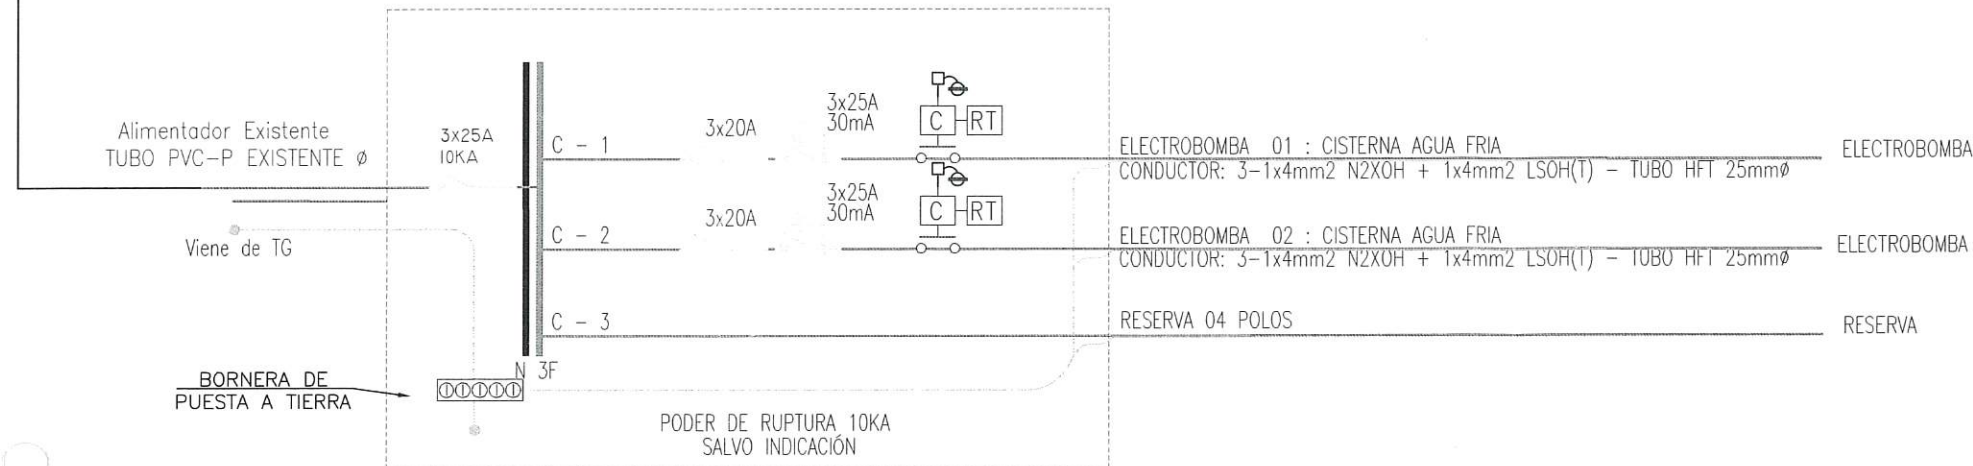 Alimentador Existente
TUBO PVC-P EXISTENTE Ø
Viene de TG
3x25A
10KA
C - 1
3x20A
3x25A
30mA
C
RT
ELECTROBOMBA 01 : CISTERNA AGUA FRIA
CONDUCTOR: 3-1x4mm2 N2XOH + 1x4mm2 LSOH(T) - TUBO HFT 25mmØ
ELECTROBOMBA
C - 2
3x20A
3x25A
30mA
C
RT
ELECTROBOMBA 02 : CISTERNA AGUA FRIA
CONDUCTOR: 3-1x4mm2 N2XOH + 1x4mm2 LSOH(T) - TUBO HFT 25mmØ
ELECTROBOMBA
C - 3
RESERVA 04 POLOS
RESERVA
N 3F
BORNERA DE
PUESTA A TIERRA
PODER DE RUPTURA 10KA
SALVO INDICACIÓN